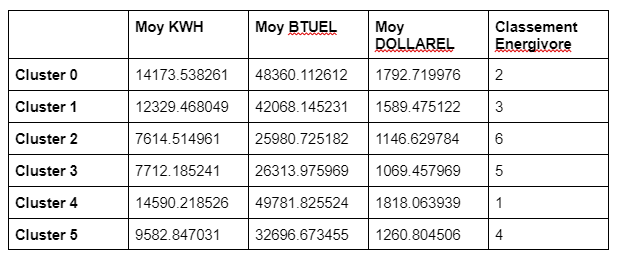 Moy KWH Moy BTUEL Moy DOLLAREL Classement Energivore
Cluster 0 14173.538261 48360.112612 1792.719976 2
Cluster 1 12329.468049 42068.145231 1589.475122 3
Cluster 2 7614.514961 25980.725182 1146.629784 6
Cluster 3 7712.185241 26313.975969 1069.457969 5
Cluster 4 14590.218526 49781.825524 1818.063939 1
Cluster 5 9582.847031 32696.673455 1260.804506 4